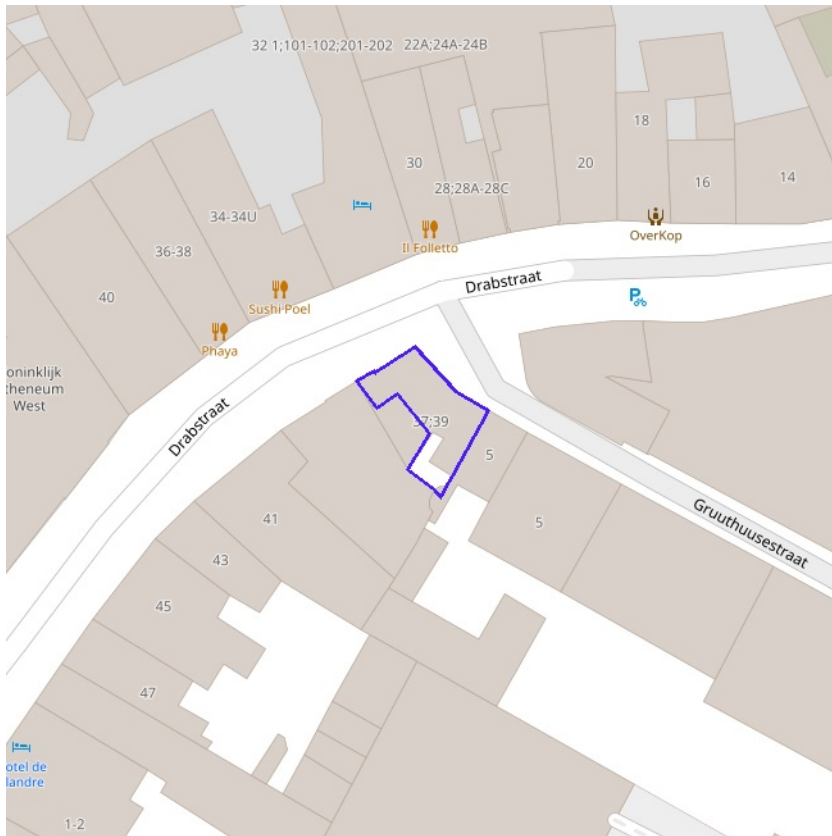 32 1;101-102;201-202
22A;24A-24B
18
30
20
16
14
28;28A-28C
34-34U
36-38
40
Il Folletto
OverKop
Drabstraat
Sushi Poel
Phaya
oninklijk
theneum
West
Drabstraat
37;39
5
5
Gruuthuusestraat
41
43
45
47
otel de
landre
1-2